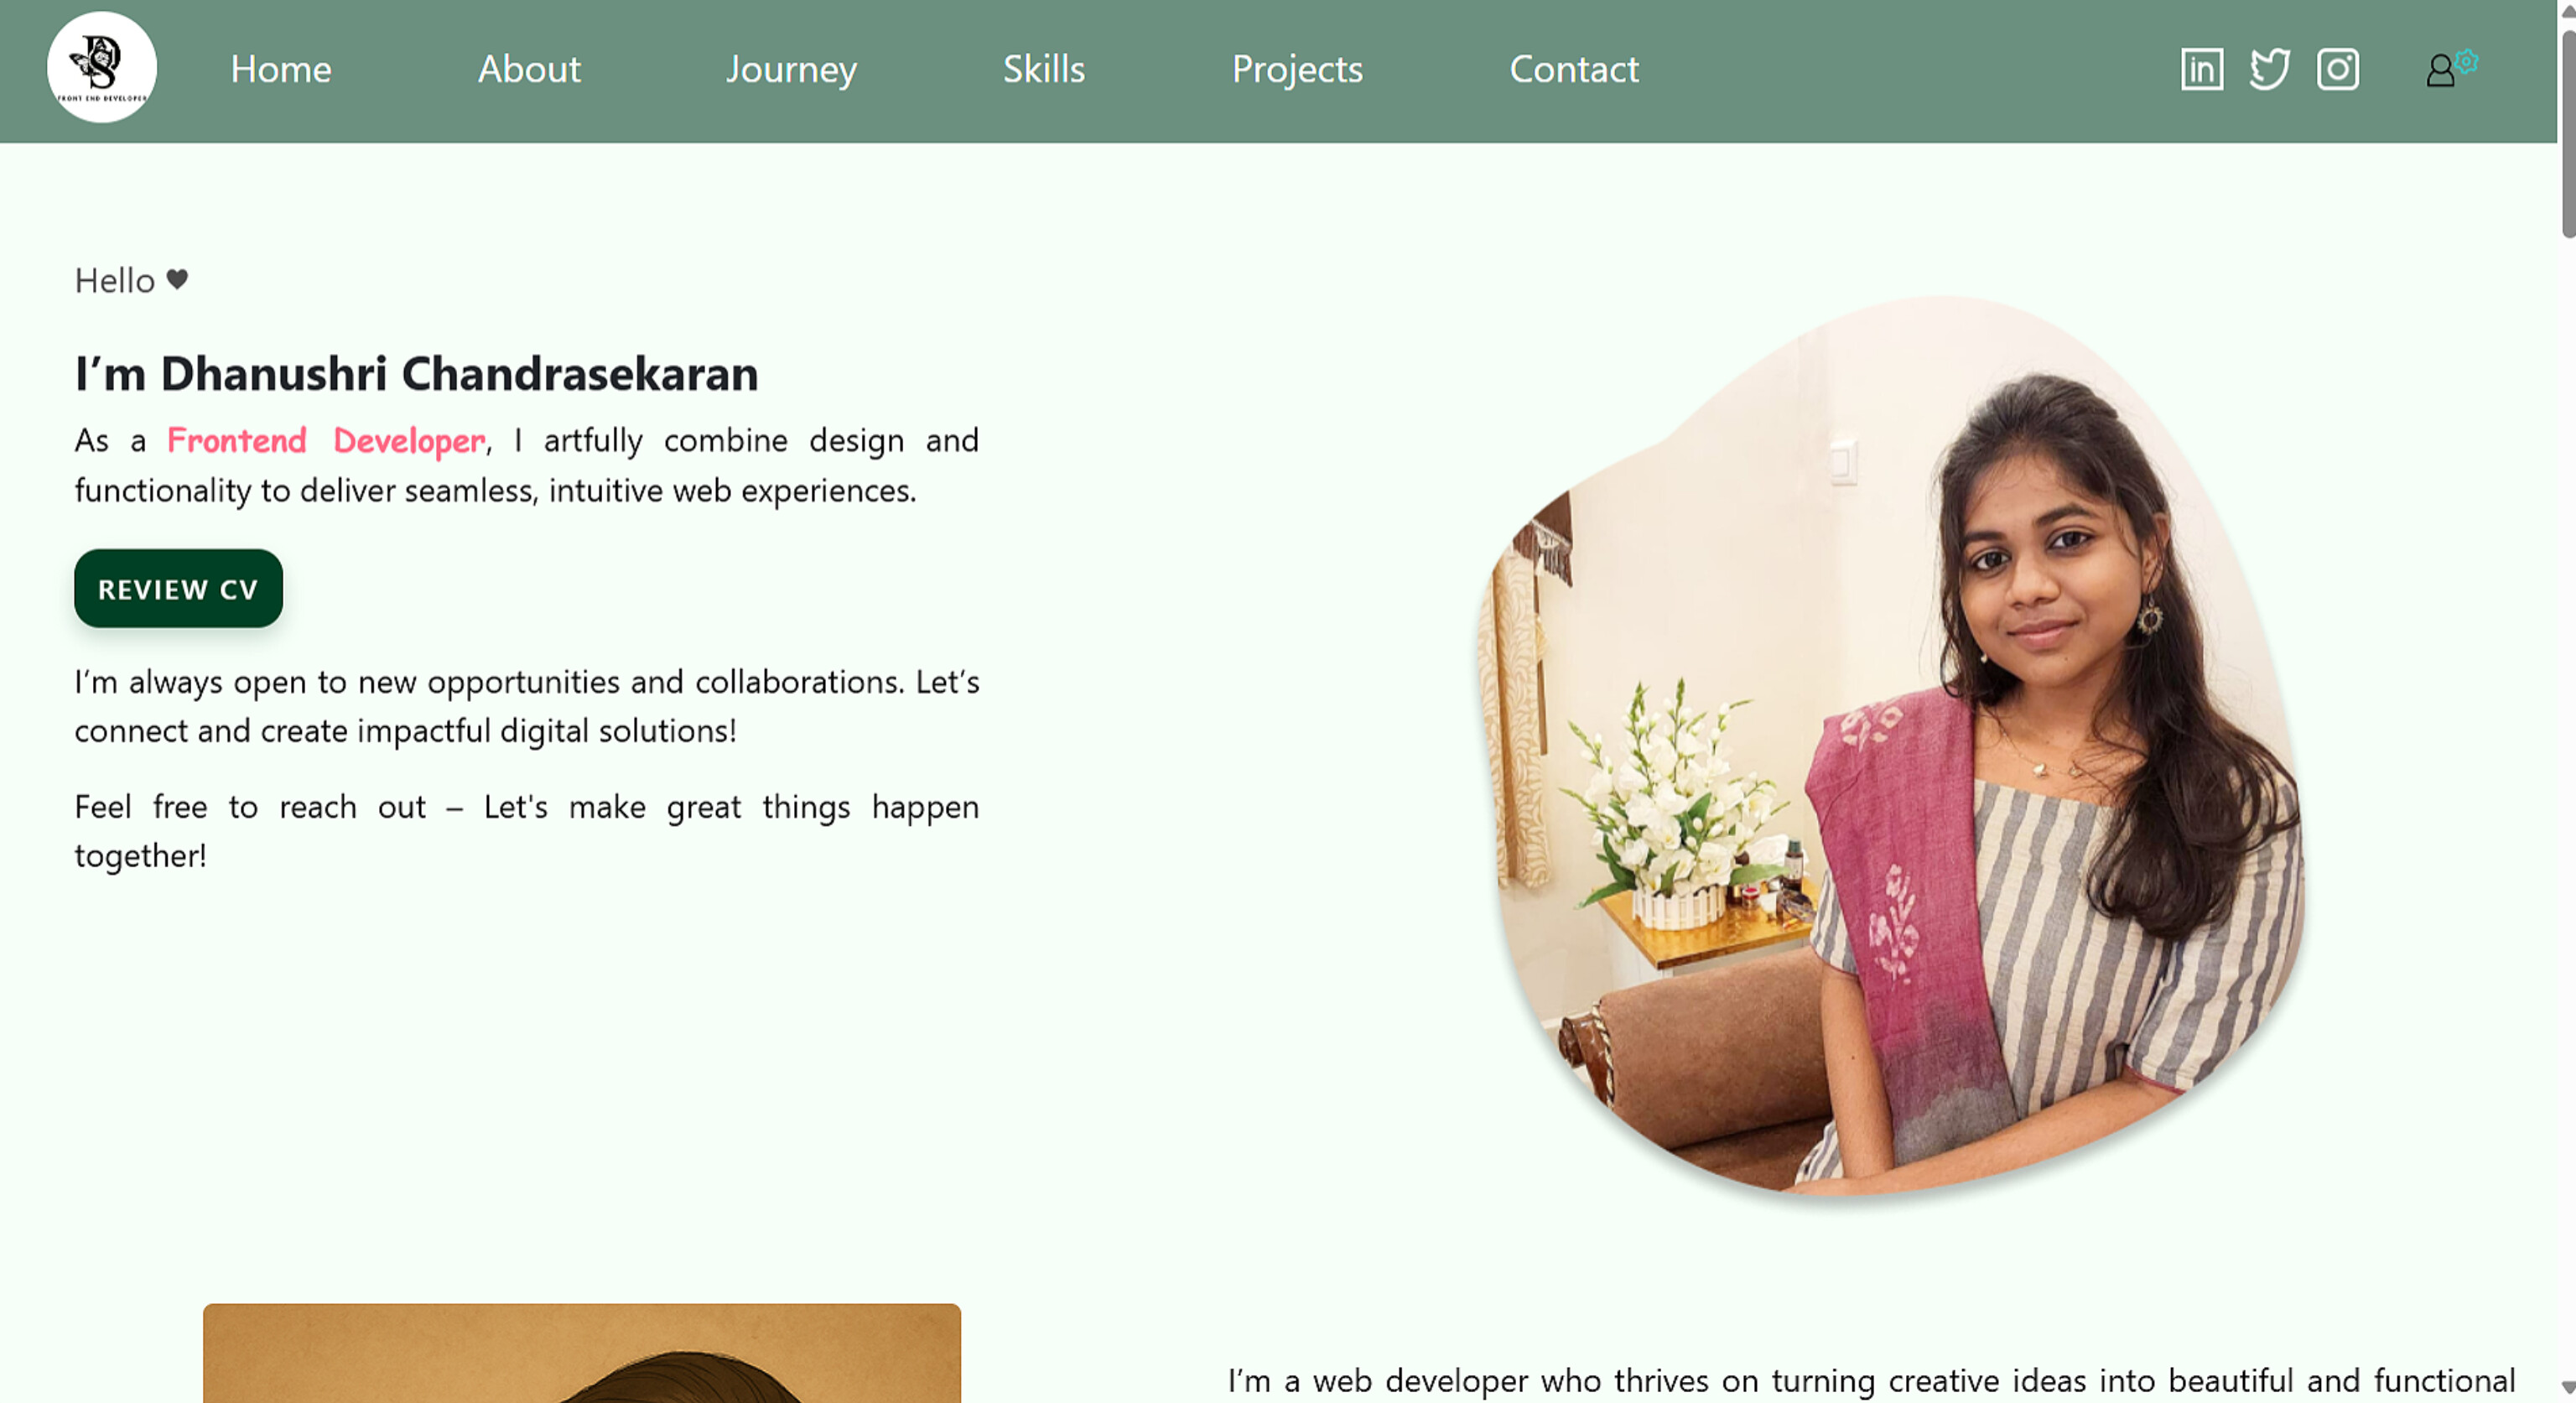 FRONT END DEVELOPER
Home About Journey Skills Projects Contact
Hello ♥
I’m Dhanushri Chandrasekaran
As a Frontend Developer, I artfully combine design and
functionality to deliver seamless, intuitive web experiences.
REVIEW CV
I’m always open to new opportunities and collaborations. Let’s
connect and create impactful digital solutions!
Feel free to reach out – Let's make great things happen
together!
I’m a web developer who thrives on turning creative ideas into beautiful and functional